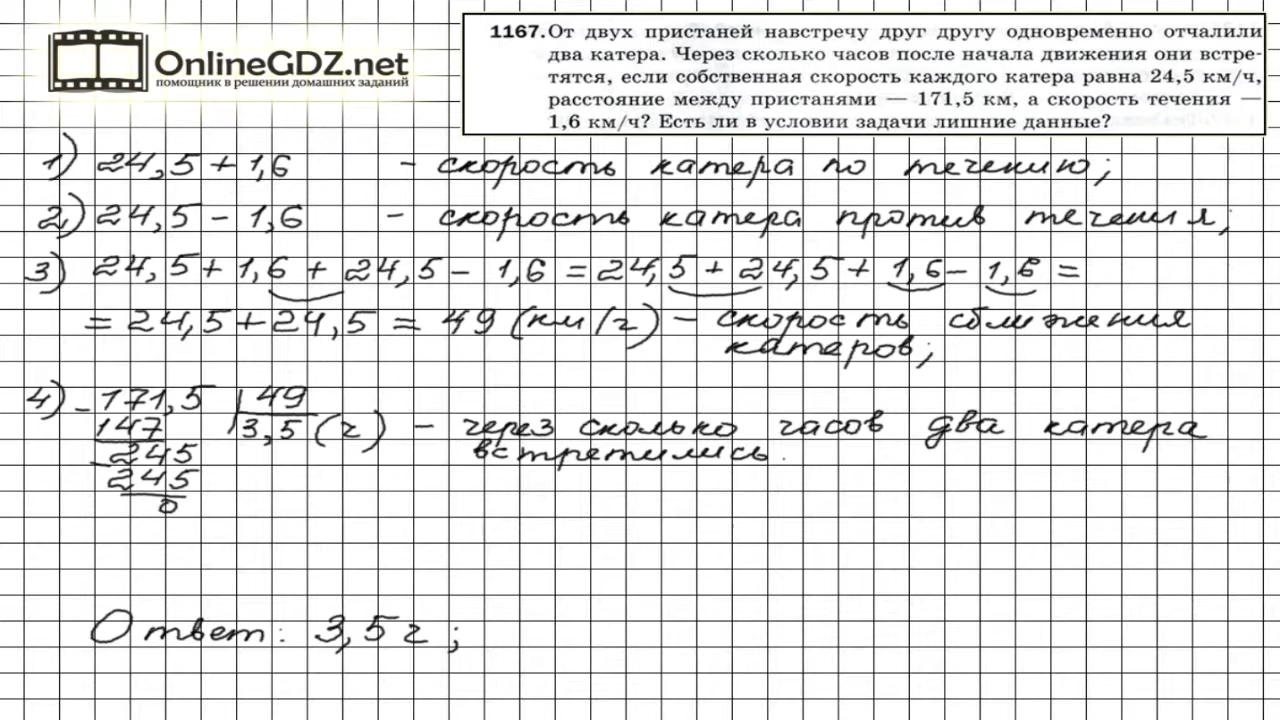 OnlineGDZ.net
помощник в решении домашних заданий
1167. От двух пристаней навстречу друг другу одновременно отчалили
два катера. Через сколько часов после начала движения они встре-
тятся, если собственная скорость каждого катера равна 24,5 км/ч,
расстояние между пристанями — 171,5 км, а скорость течения —
1,6 км/ч? Есть ли в условии задачи лишние данные?
1) 24,5 + 1,6 - скорость катера по течению;
2) 24,5 - 1,6 - скорость катера против течения;
3) 24,5 + 1,6 + 24,5 - 1,6 = 24,5 + 24,5 + 1,6 - 1,6 =
= 24,5 + 24,5 = 49 (км/ч) - скорость сближения
катеров;
4) - 171,5 | 49
147 3,5 (ч) - через сколько часов два катера
- 245 встретились.
245
0
Ответ: 3,5 ч;